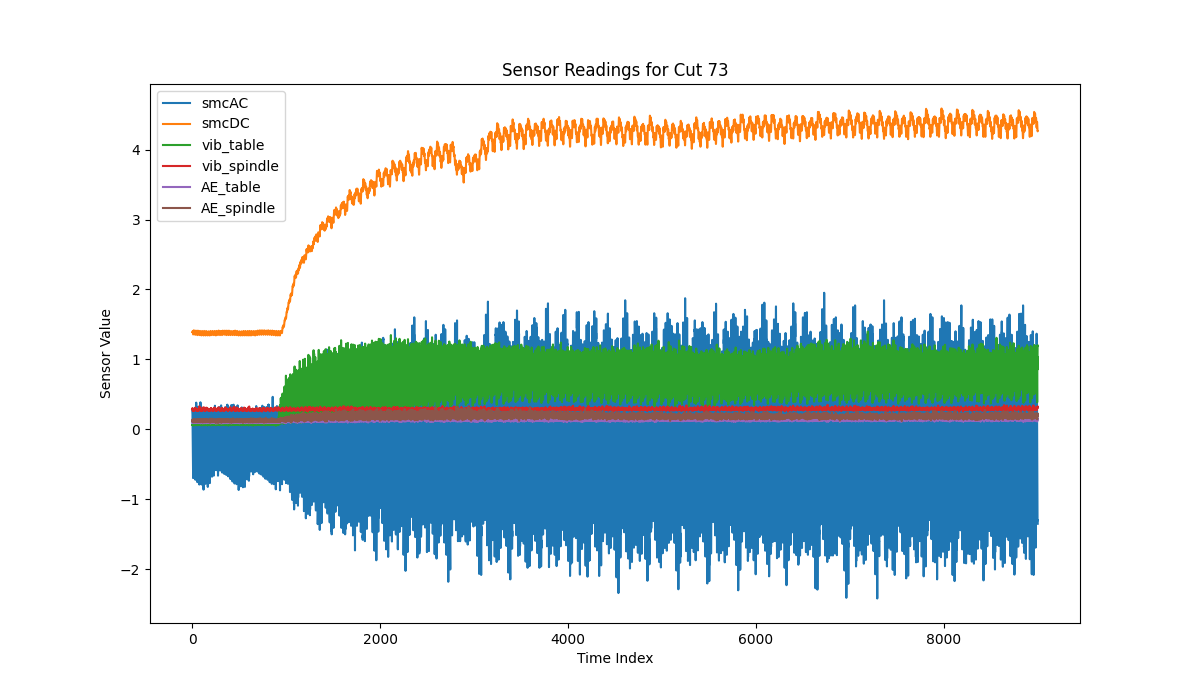 Sensor Readings for Cut 73
smcAC
smcDC
vib_table
vib_spindle
AE_table
AE_spindle
Sensor Value
4
3
2
1
0
−1
−2
0 2000 4000 6000 8000
Time Index